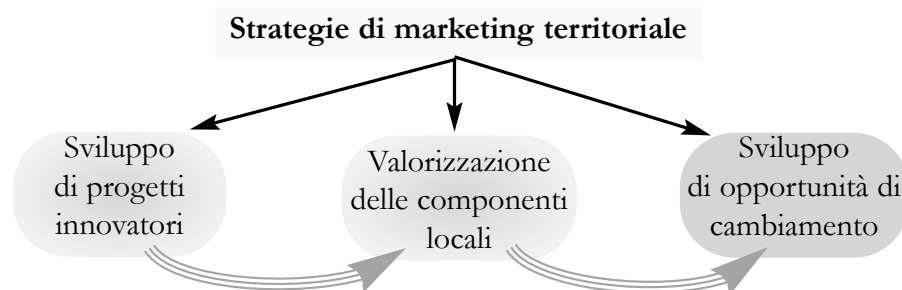 Strategie di marketing territoriale
Sviluppo
di progetti
innovatori
Valorizzazione
delle componenti
locali
Sviluppo
di opportunità di
cambiamento